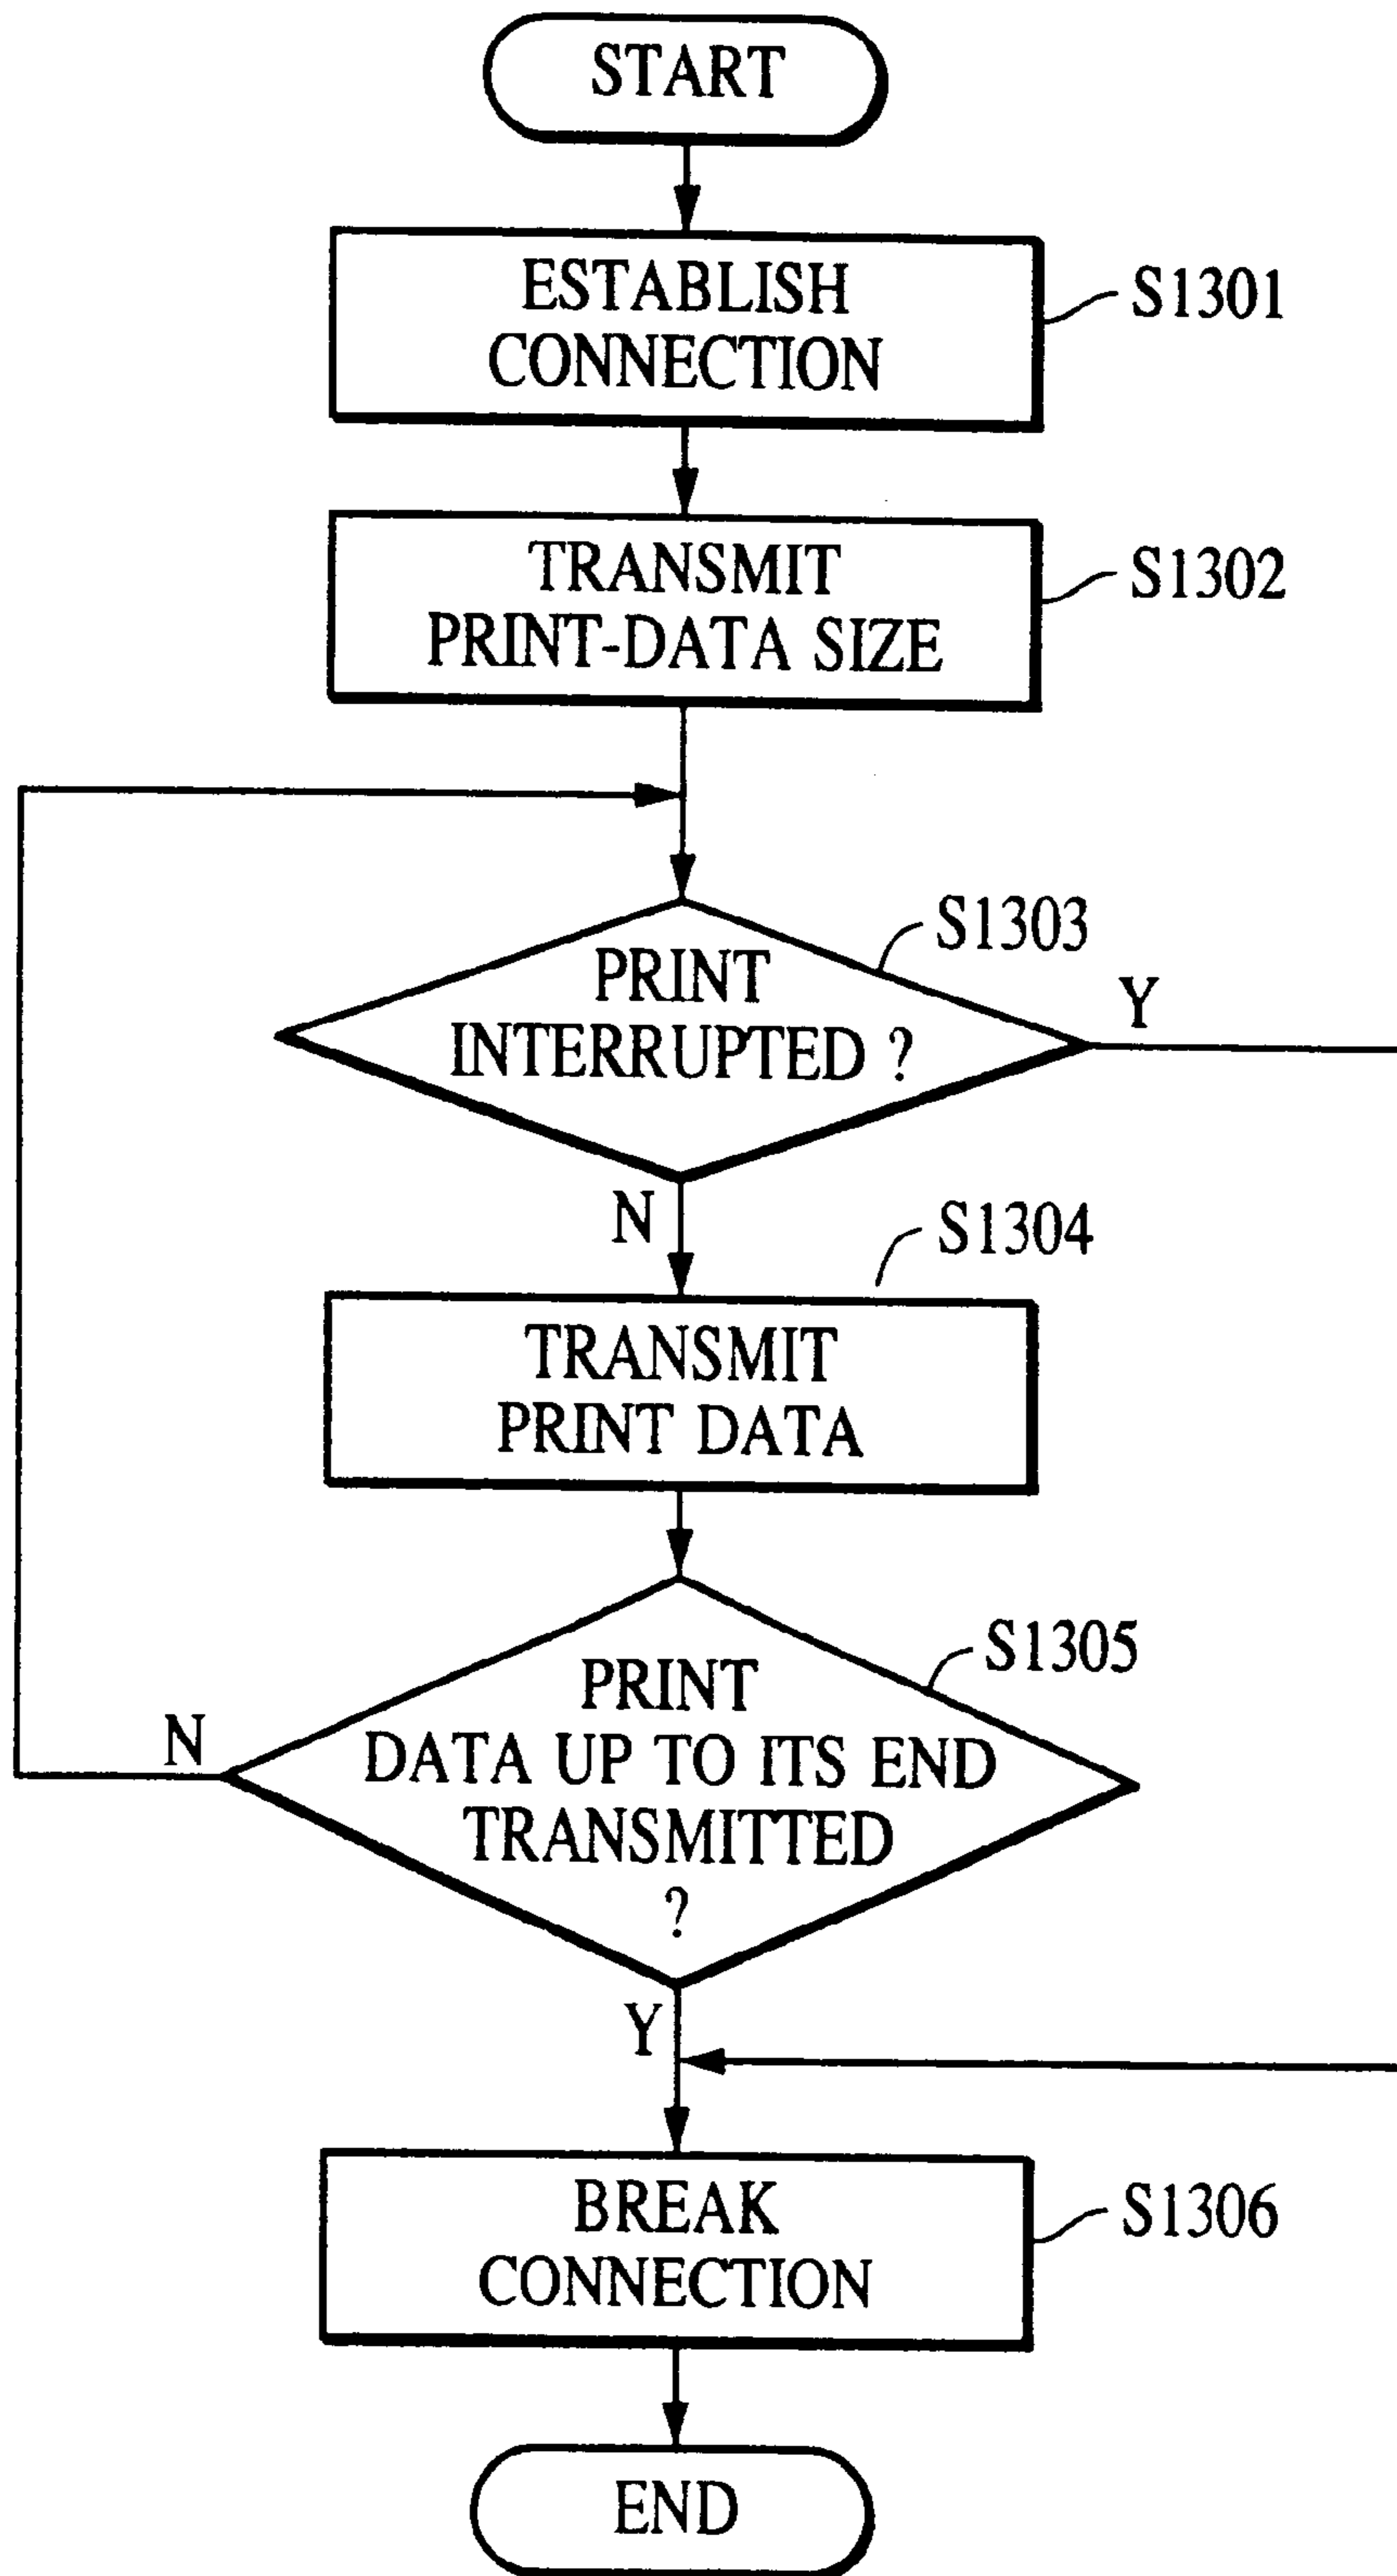 START
ESTABLISH
CONNECTION
S1301
TRANSMIT
PRINT-DATA SIZE
S1302
S1303
PRINT
INTERRUPTED ?
Y
N
S1304
TRANSMIT
PRINT DATA
S1305
PRINT
DATA UP TO ITS END
TRANSMITTED
?
N
Y
BREAK
CONNECTION
S1306
END